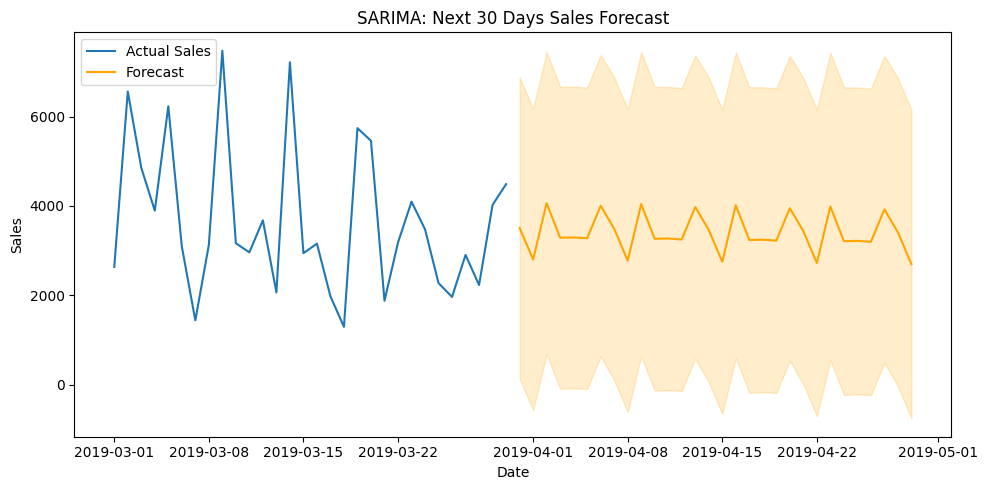 SARIMA: Next 30 Days Sales Forecast
Actual Sales
Forecast
6000
4000
2000
0
Sales
2019-03-01
2019-03-08
2019-03-15
2019-03-22
2019-04-01
2019-04-08
2019-04-15
2019-04-22
2019-05-01
Date